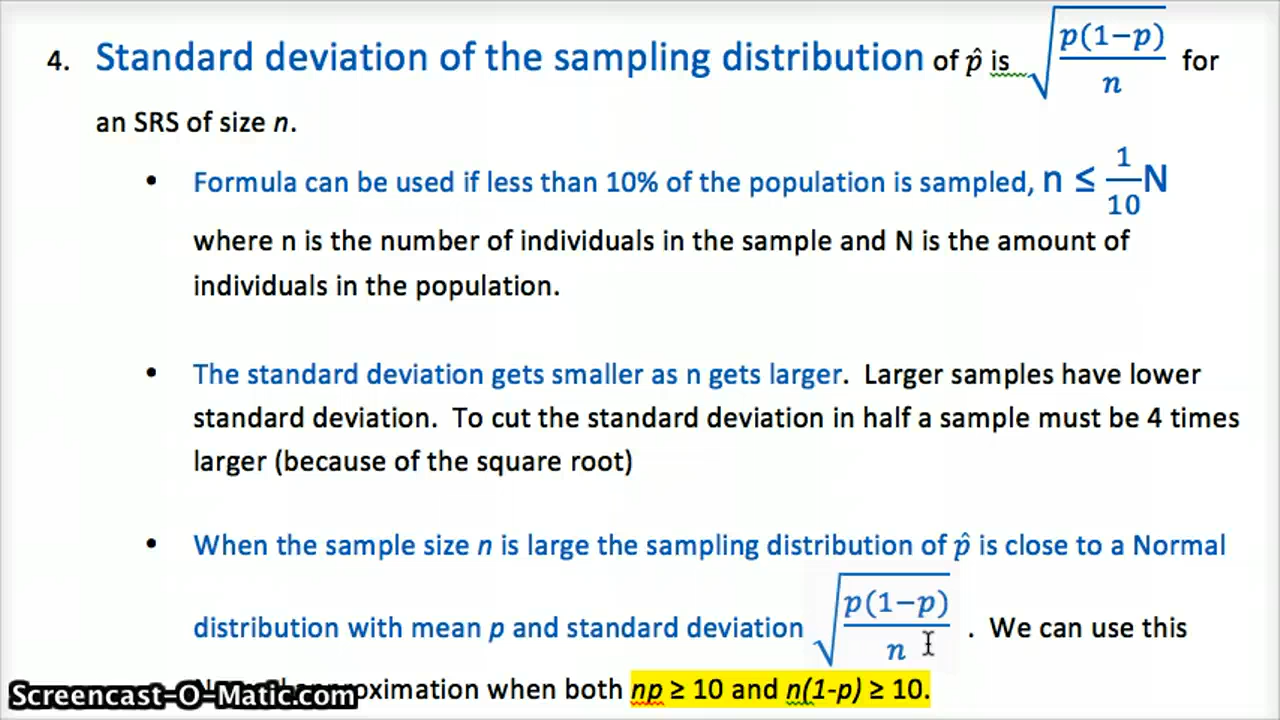 4. Standard deviation of the sampling distribution of p̂ is √(p(1−p)/n) for
an SRS of size n.
• Formula can be used if less than 10% of the population is sampled, n ≤ 1/10 N
where n is the number of individuals in the sample and N is the amount of
individuals in the population.
• The standard deviation gets smaller as n gets larger. Larger samples have lower
standard deviation. To cut the standard deviation in half a sample must be 4 times
larger (because of the square root)
• When the sample size n is large the sampling distribution of p̂ is close to a Normal
distribution with mean p and standard deviation √(p(1−p)/n) . We can use this
when both np ≥ 10 and n(1-p) ≥ 10.
Screencast-O-Matic.com